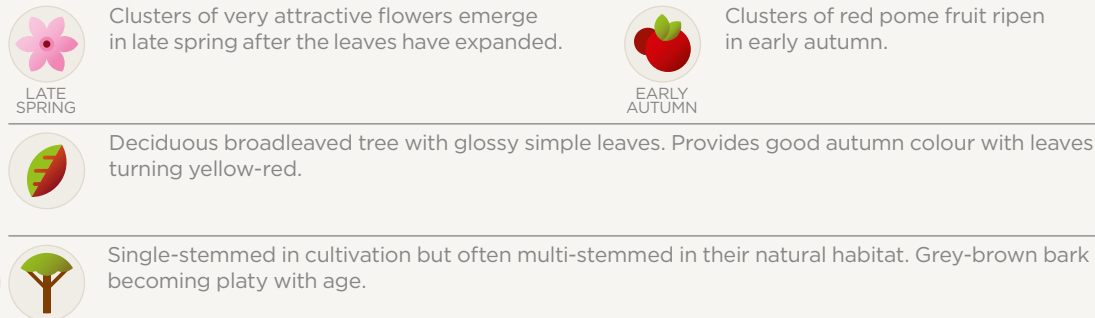 Clusters of very attractive flowers emerge
in late spring after the leaves have expanded.
LATE
SPRING
Clusters of red pome fruit ripen
in early autumn.
EARLY
AUTUMN
Deciduous broadleaved tree with glossy simple leaves. Provides good autumn colour with leaves
turning yellow-red.
Single-stemmed in cultivation but often multi-stemmed in their natural habitat. Grey-brown bark
becoming platy with age.